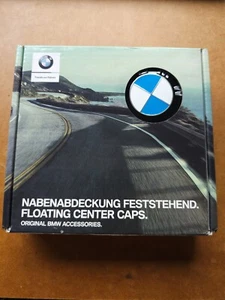 NABENABDECKUNG FESTSTEHEND.
FLOATING CENTER CAPS.
ORIGINAL BMW ACCESSORIES.